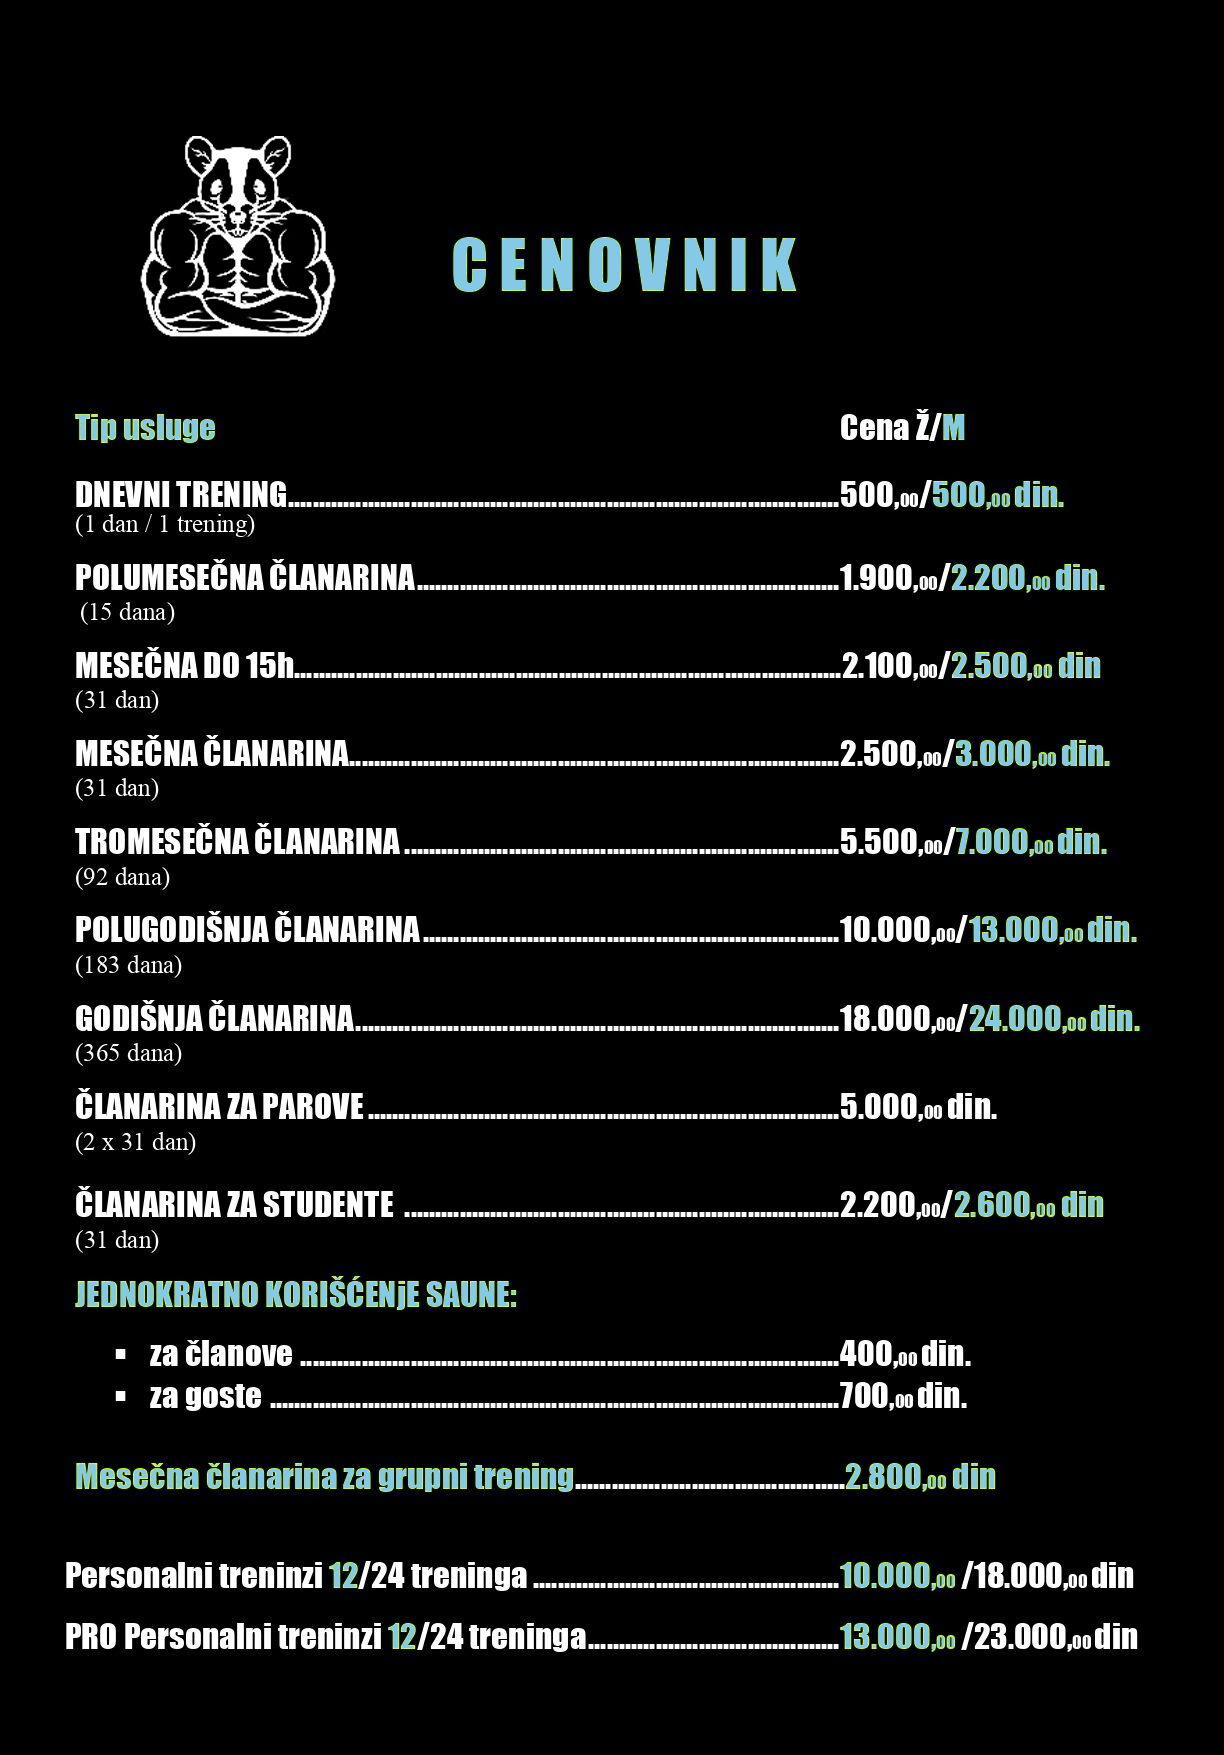 CENOVNIK
Tip usluge Cena Ž/M
DNEVNI TRENING..........................................................................................500,00/500,00 din.
(1 dan / 1 trening)
POLUMESEČNA ČLANARINA.....................................................................1.900,00/2.200,00 din.
(15 dana)
MESEČNA DO 15h.........................................................................................2.100,00/2.500,00 din
(31 dan)
MESEČNA ČLANARINA................................................................................2.500,00/3.000,00 din.
(31 dan)
TROMESEČNA ČLANARINA .......................................................................5.500,00/7.000,00 din.
(92 dana)
POLUGODIŠNJA ČLANARINA....................................................................10.000,00/13.000,00 din.
(183 dana)
GODIŠNJA ČLANARINA...............................................................................18.000,00/24.000,00 din.
(365 dana)
ČLANARINA ZA PAROVE .............................................................................5.000,00 din.
(2 x 31 dan)
ČLANARINA ZA STUDENTE .......................................................................2.200,00/2.600,00 din
(31 dan)
JEDNOKRATNO KORIŠĆENjE SAUNE:
▪ za članove ........................................................................................400,00 din.
▪ za goste .............................................................................................700,00 din.
Mesečna članarina za grupni trening............................................2.800,00 din
Personalni treninzi 12/24 treninga ..................................................10.000,00 /18.000,00 din
PRO Personalni treninzi 12/24 treninga.........................................13.000,00 /23.000,00 din